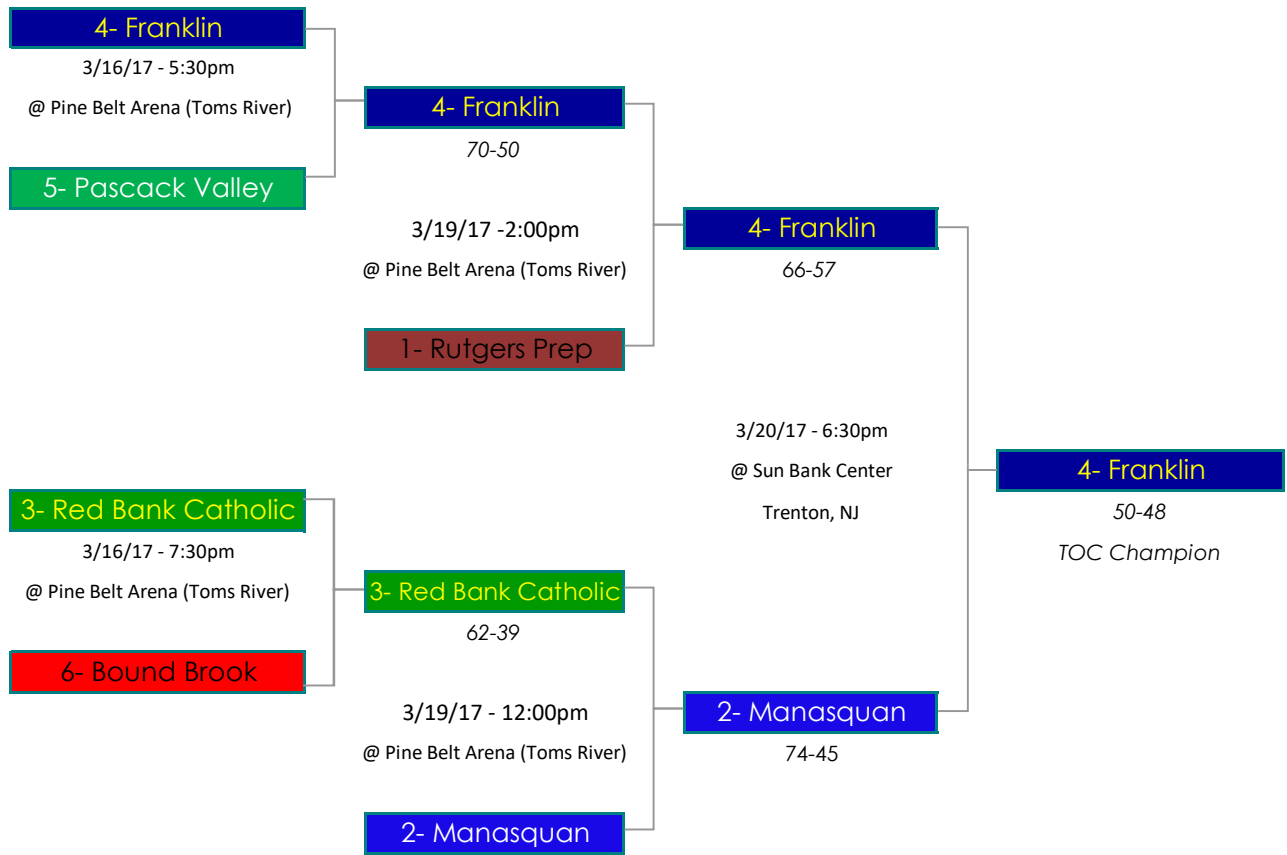 4- Franklin
3/16/17 - 5:30pm
@ Pine Belt Arena (Toms River)
5- Pascack Valley
4- Franklin
70-50
3/19/17 -2:00pm
@ Pine Belt Arena (Toms River)
1- Rutgers Prep
4- Franklin
66-57
3/20/17 - 6:30pm
@ Sun Bank Center
Trenton, NJ
4- Franklin
50-48
TOC Champion
3- Red Bank Catholic
3/16/17 - 7:30pm
@ Pine Belt Arena (Toms River)
6- Bound Brook
3- Red Bank Catholic
62-39
3/19/17 - 12:00pm
@ Pine Belt Arena (Toms River)
2- Manasquan
2- Manasquan
74-45